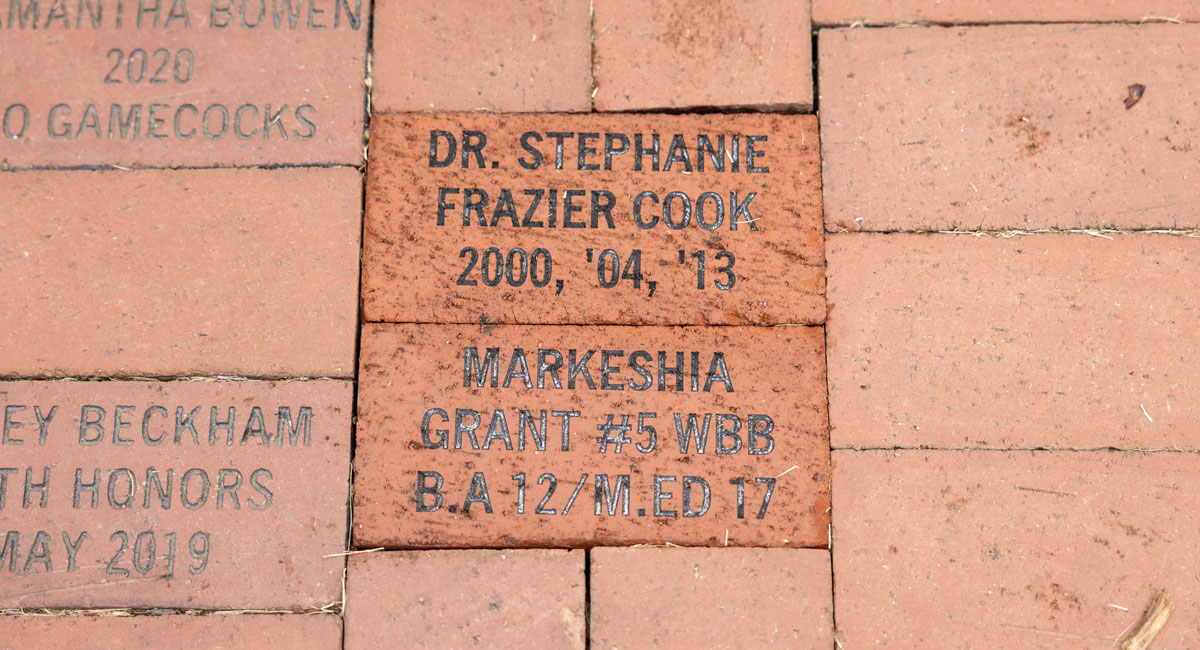 BOWEN
2020
GAMECOCKS
DR. STEPHANIE
FRAZIER COOK
2000, '04, '13
MARKESHIA
GRANT #5 WBB
B.A 12/M.ED 17
BECKHAM
HONORS
MAY 2019